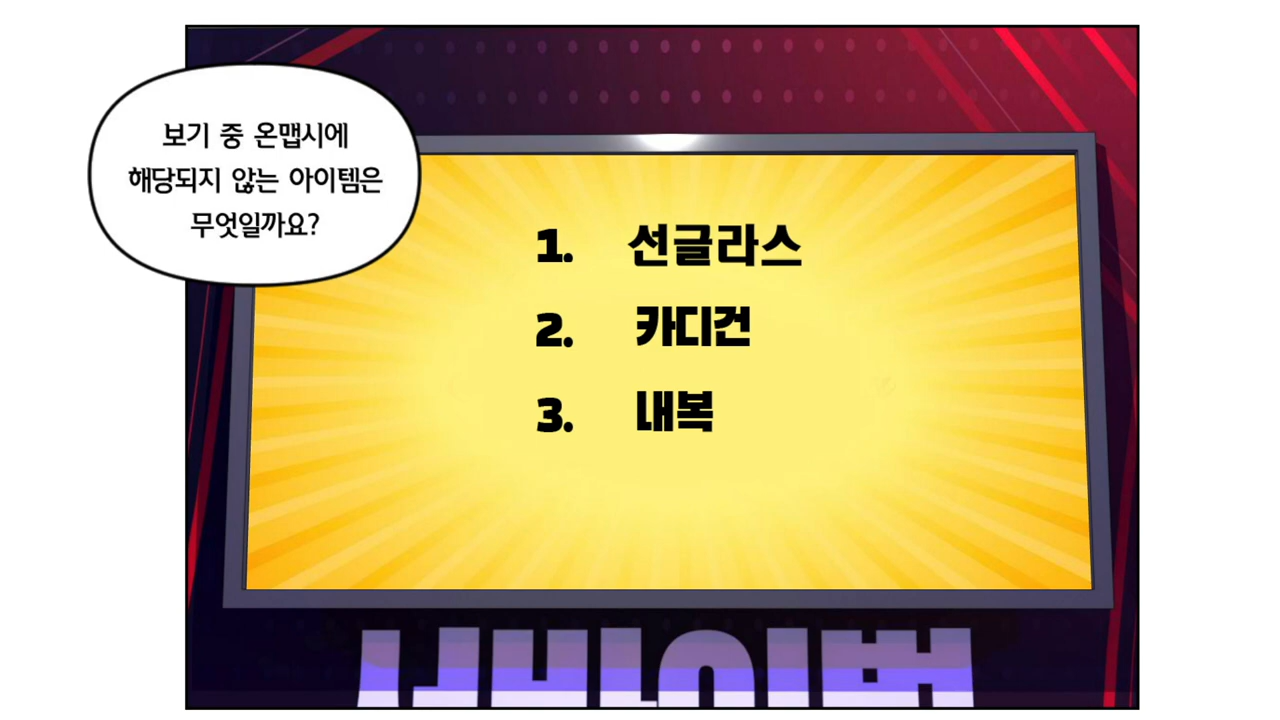 보기 중 온맵시에
해당되지 않는 아이템은
무엇일까요?
1. 선글라스
2. 카디건
3. 내복